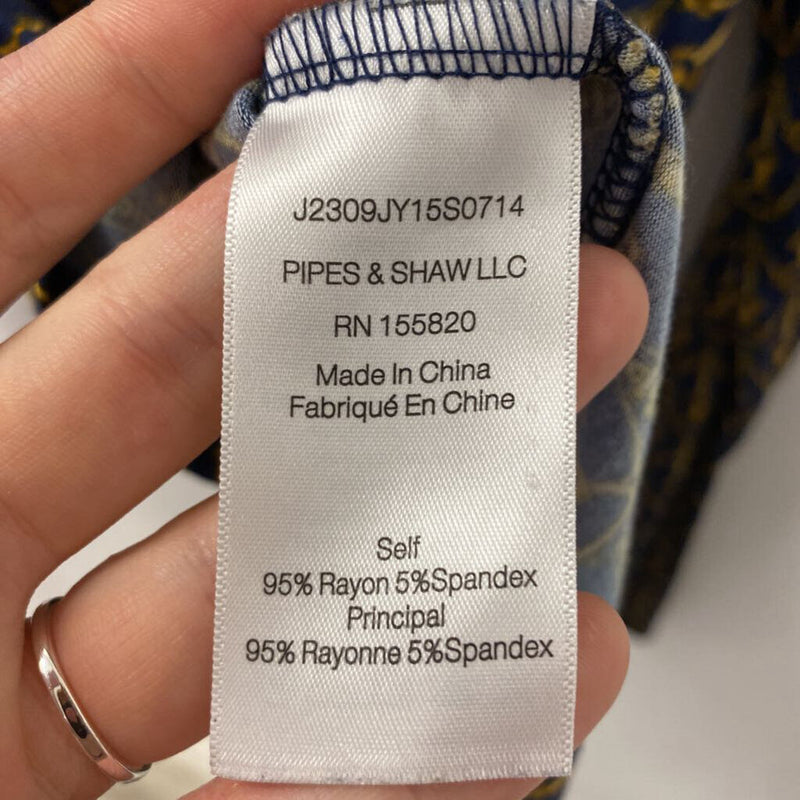 J2309JY15S0714
PIPES & SHAW LLC
RN 155820
Made In China
Fabriqué En Chine
Self
95% Rayon 5%Spandex
Principal
95% Rayonne 5%Spandex